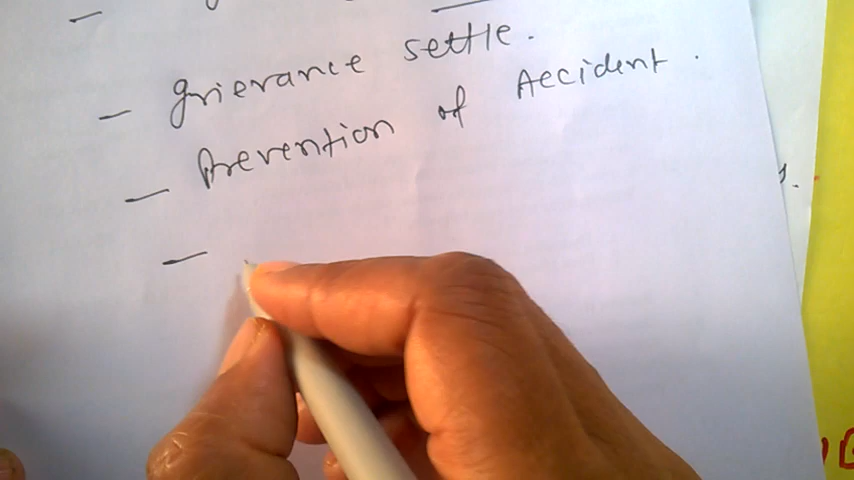 - grievance settle.
- Prevention of Accident.
-